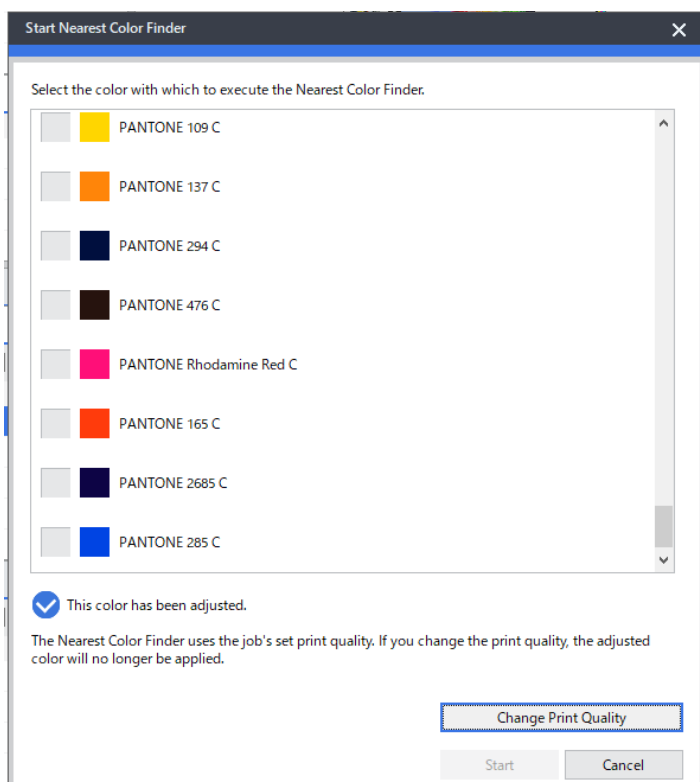 Start Nearest Color Finder
Select the color with which to execute the Nearest Color Finder.
PANTONE 109 C
PANTONE 137 C
PANTONE 294 C
PANTONE 476 C
PANTONE Rhodamine Red C
PANTONE 165 C
PANTONE 2685 C
PANTONE 285 C
This color has been adjusted.
The Nearest Color Finder uses the job's set print quality. If you change the print quality, the adjusted
color will no longer be applied.
Change Print Quality
Start Cancel